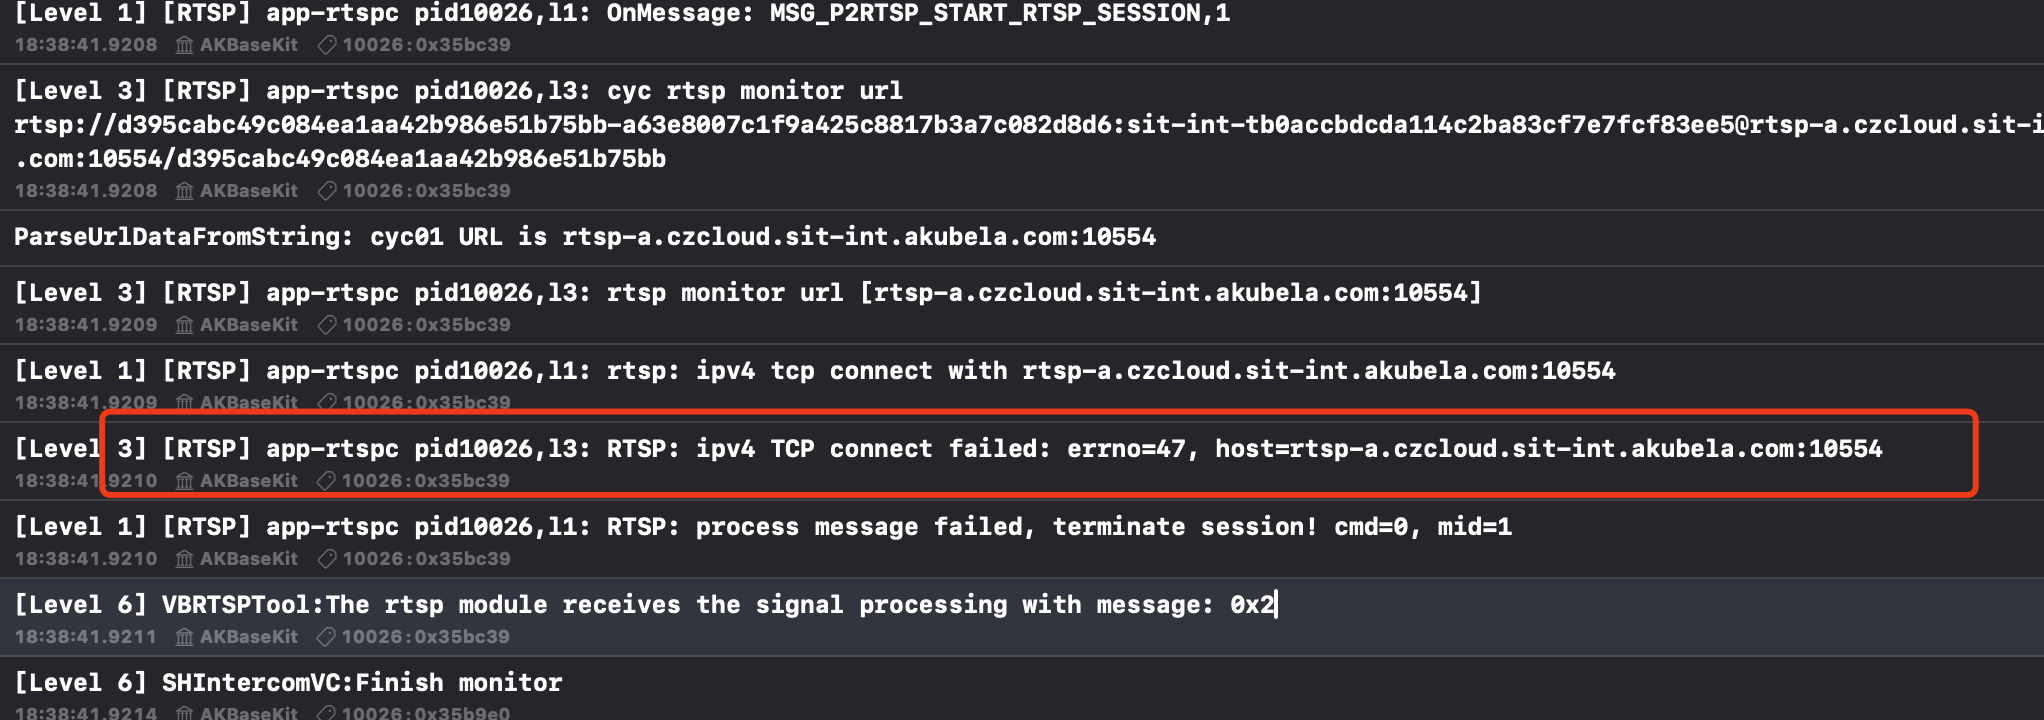 [Level 1] [RTSP] app-rtspc pid10026,l1: OnMessage: MSG_P2RTSP_START_RTSP_SESSION,1
18:38:41.9208 AKBaseKit 10026:0x35bc39
[Level 3] [RTSP] app-rtspc pid10026,l3: cyc rtsp monitor url
rtsp://d395cabc49c084ea1aa42b986e51b75bb-a63e8007c1f9a425c8817b3a7c082d8d6:sit-int-tb0accbdcda114c2ba83cf7e7fcf83ee5@rtsp-a.czcloud.sit-i
.com:10554/d395cabc49c084ea1aa42b986e51b75bb
18:38:41.9208 AKBaseKit 10026:0x35bc39
ParseUrlDataFromString: cyc01 URL is rtsp-a.czcloud.sit-int.akubela.com:10554
[Level 3] [RTSP] app-rtspc pid10026,l3: rtsp monitor url [rtsp-a.czcloud.sit-int.akubela.com:10554]
18:38:41.9209 AKBaseKit 10026:0x35bc39
[Level 1] [RTSP] app-rtspc pid10026,l1: rtsp: ipv4 tcp connect with rtsp-a.czcloud.sit-int.akubela.com:10554
18:38:41.9209 AKBaseKit 10026:0x35bc39
[Level 3] [RTSP] app-rtspc pid10026,l3: RTSP: ipv4 TCP connect failed: errno=47, host=rtsp-a.czcloud.sit-int.akubela.com:10554
18:38:41.9210 AKBaseKit 10026:0x35bc39
[Level 1] [RTSP] app-rtspc pid10026,l1: RTSP: process message failed, terminate session! cmd=0, mid=1
18:38:41.9210 AKBaseKit 10026:0x35bc39
[Level 6] VBRTSPTool:The rtsp module receives the signal processing with message: 0x2
18:38:41.9211 AKBaseKit 10026:0x35bc39
[Level 6] SHIntercomVC:Finish monitor
18:38:41.9214 AKBaseKit 10026:0x35b9e0